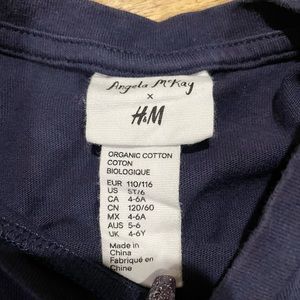 Angela McKay
x
H&M
ORGANIC COTTON
COTON
BIOLOGIQUE
EUR 110/116
US 5T/6
CA 4-6A
CN 120/60
MX 4-6A
AUS 5-6
UK 4-6Y
Made in
China
Fabriqué en
Chine